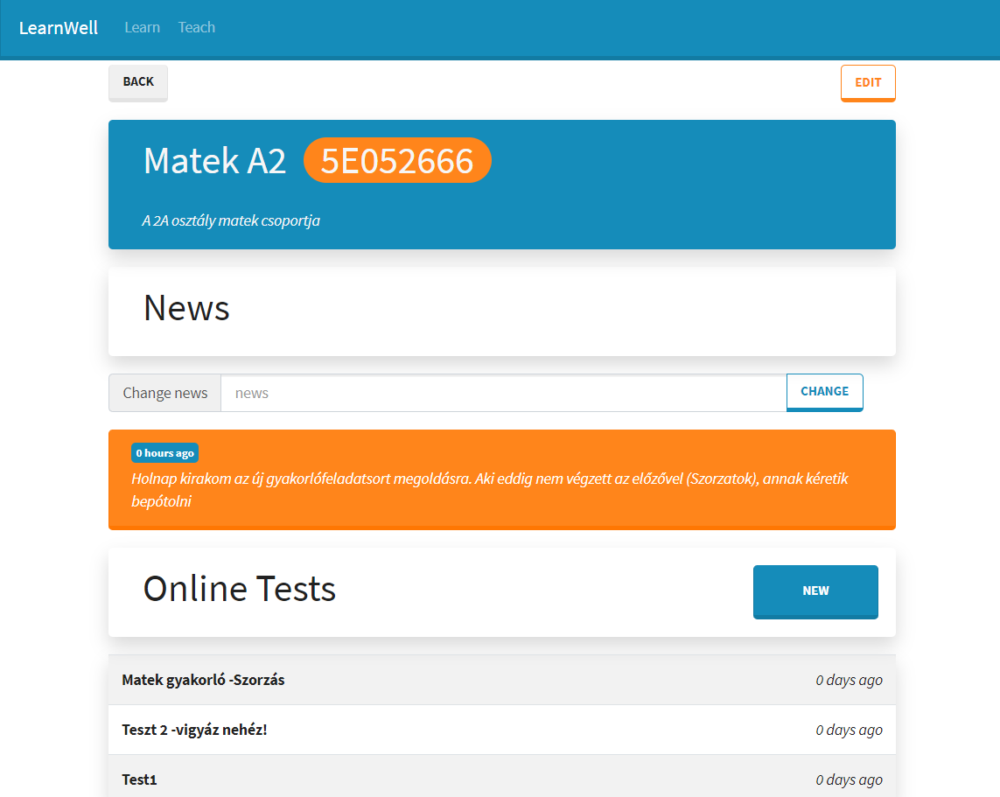 LearnWell Learn Teach
BACK EDIT
Matek A2 5E052666
A 2A osztály matek csoportja
News
Change news news CHANGE
0 hours ago
Holnap kirakom az új gyakorlófeladatsort megoldásra. Aki eddig nem végzett az előzővel (Szorzatok), annak kéretik
bepótolni
Online Tests NEW
Matek gyakorló -Szorzás 0 days ago
Teszt 2 -vigyáz nehéz! 0 days ago
Test1 0 days ago